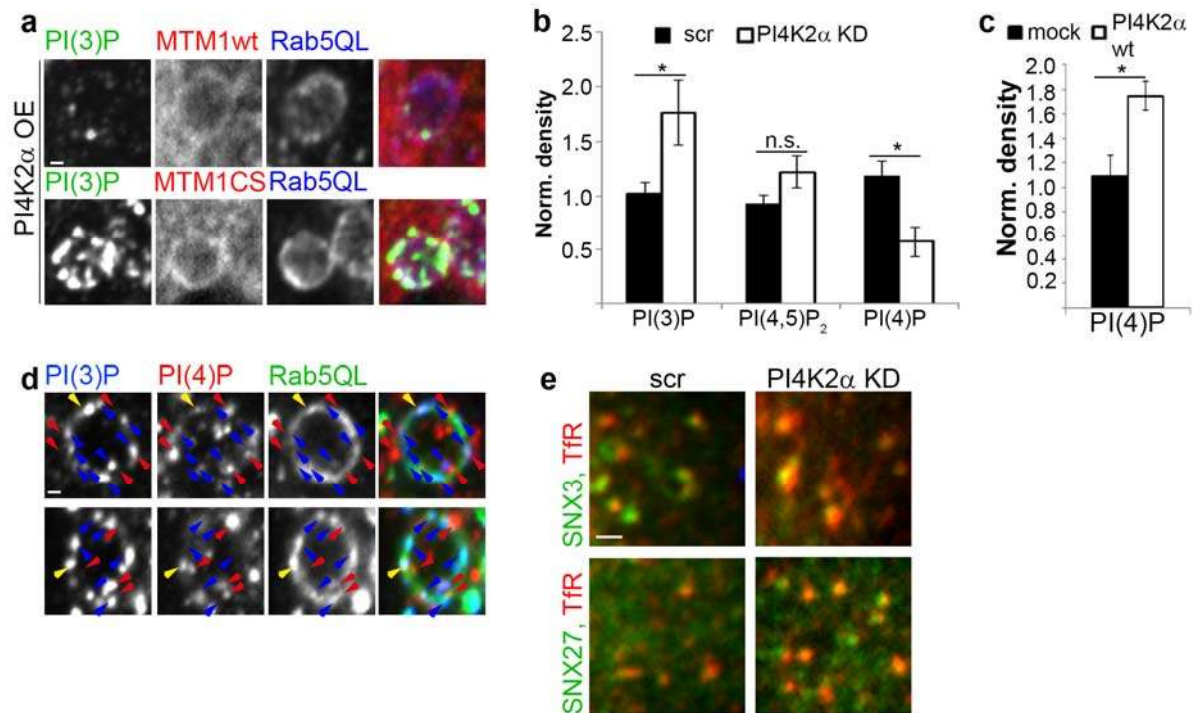 a
PI(3)P MTM1wt Rab5QL
PI4K2α OE
PI(3)P MTM1CS Rab5QL
b
scr PI4K2α KD
Norm. density
2.5
2.0
1.5
1.0
0.5
* n.s. *
PI(3)P PI(4,5)P₂ PI(4)P
c
mock PI4K2α
wt
Norm. density
2.0
1.8
1.6
1.4
1.2
1.0
0.8
0.6
0.4
0.2
*
PI(4)P
d
PI(3)P PI(4)P Rab5QL
e
scr PI4K2α KD
SNX3, TfR
SNX27, TfR